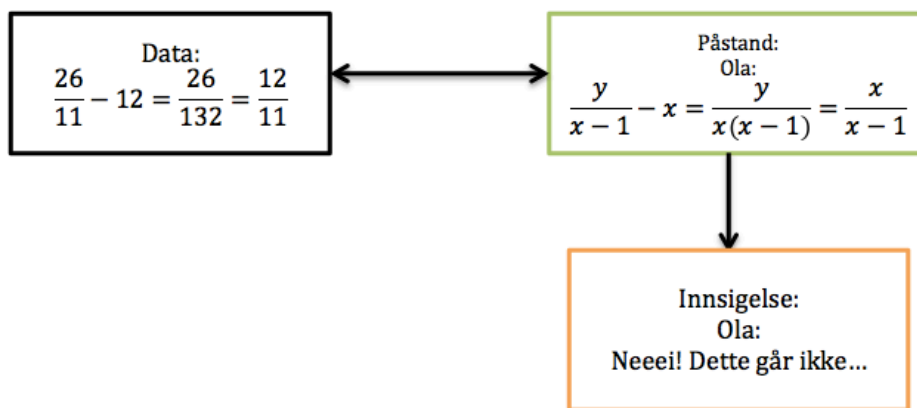 Data:
26/11 − 12 = 26/132 = 12/11
Påstand:
Ola:
y/(x − 1) − x = y/(x(x − 1)) = x/(x − 1)
Innsigelse:
Ola:
Neeei! Dette går ikke…